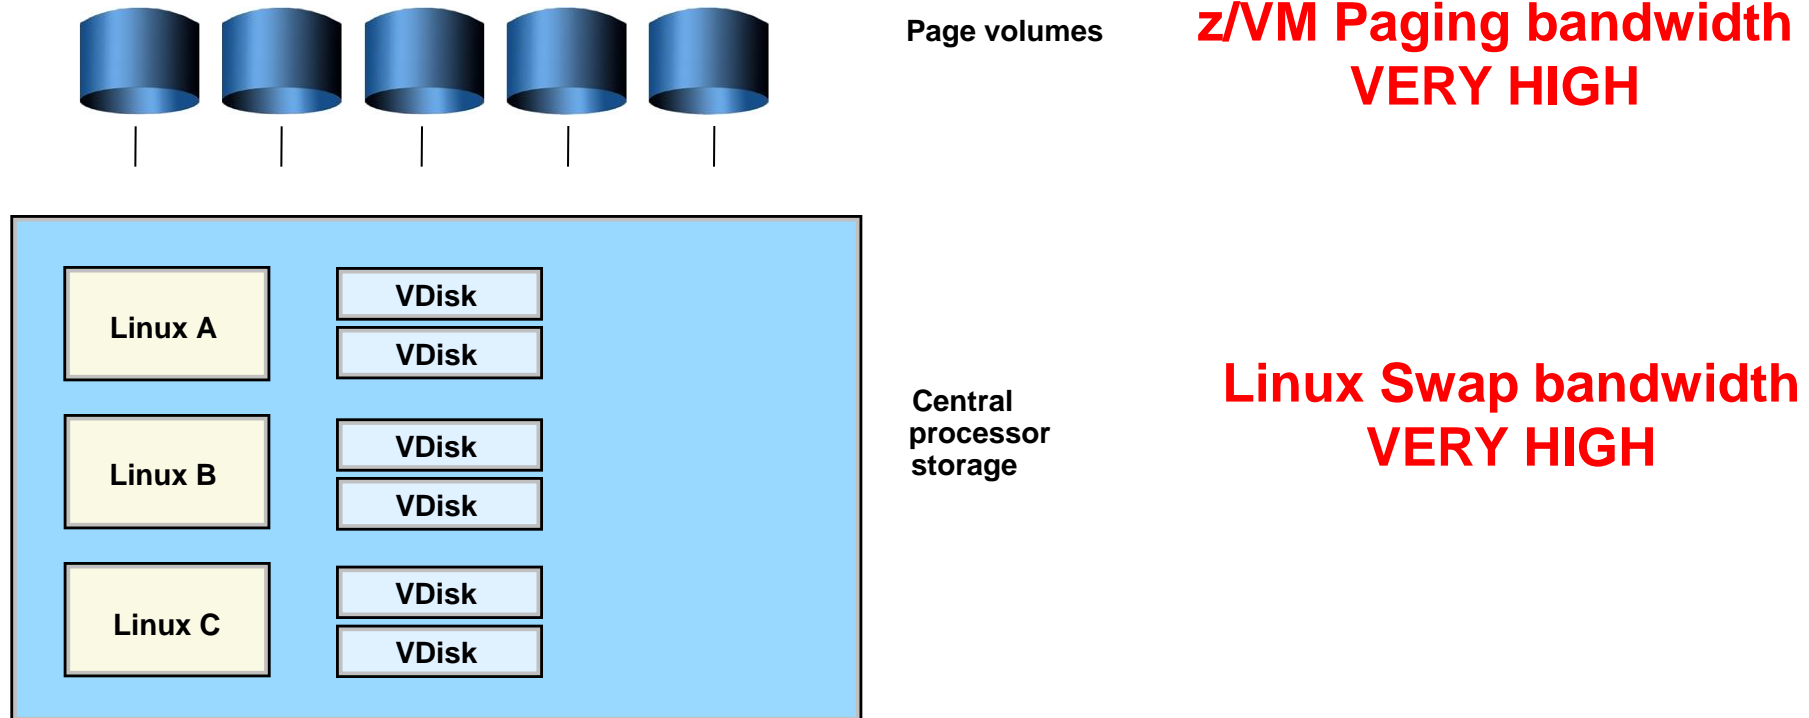 Page volumes
z/VM Paging bandwidth
VERY HIGH
Linux A
VDisk
VDisk
Linux B
VDisk
VDisk
Linux C
VDisk
VDisk
Central
processor
storage
Linux Swap bandwidth
VERY HIGH